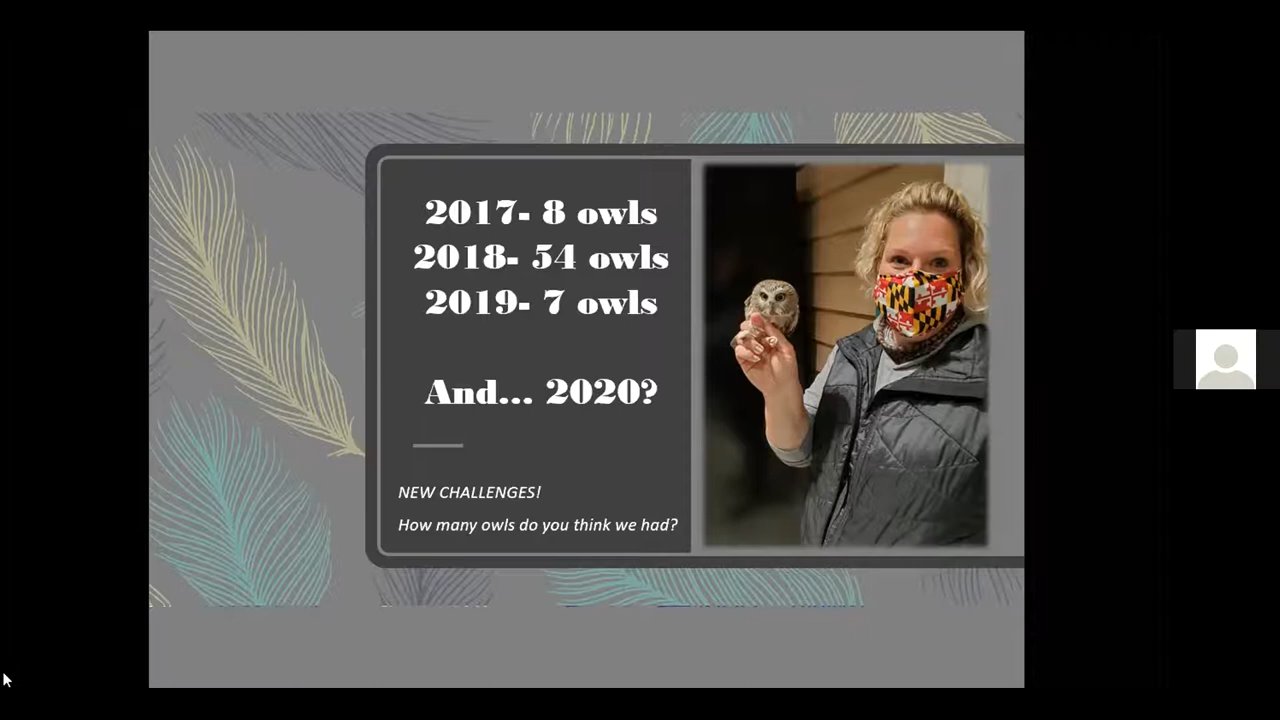 2017- 8 owls
2018- 54 owls
2019- 7 owls
And... 2020?
NEW CHALLENGES!
How many owls do you think we had?